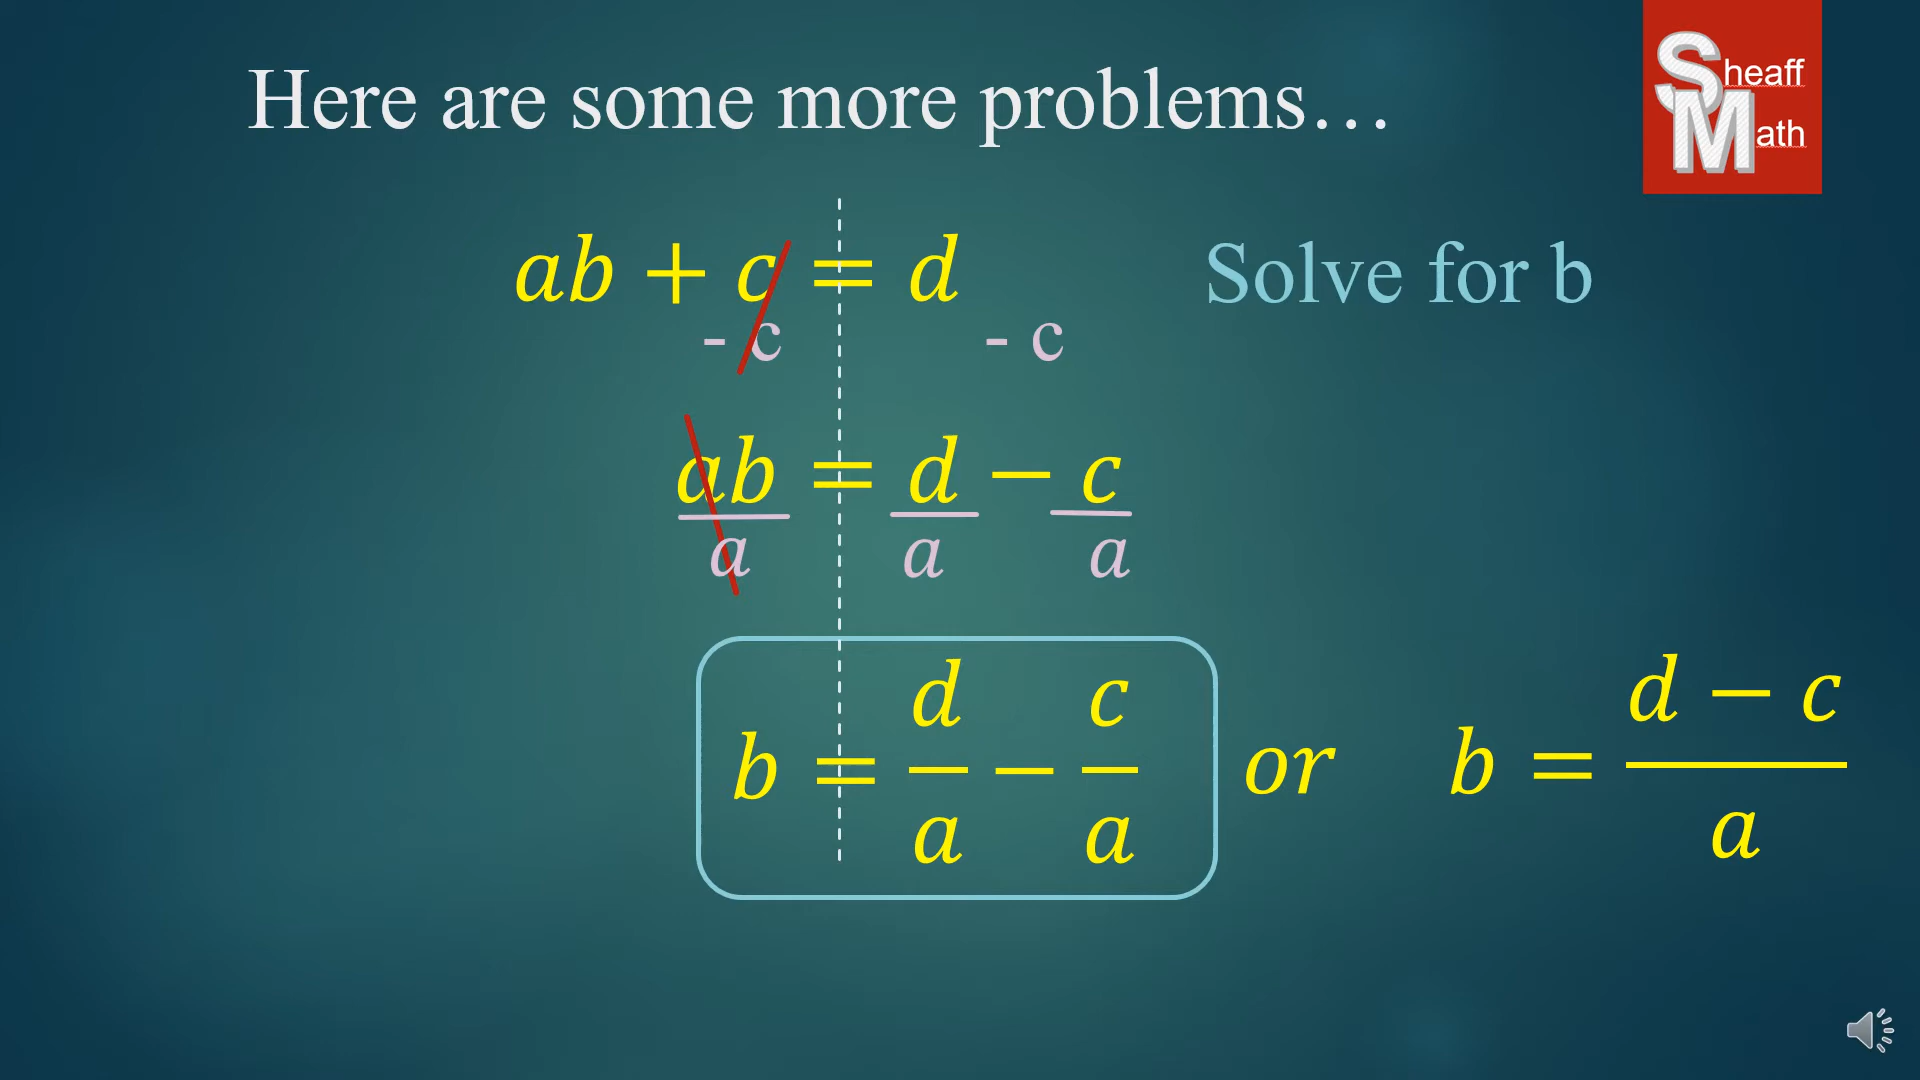 Here are some more problems…
Sheaff
Math
ab + c = d
Solve for b
- c - c
ab = d − c
a a a
d c
b = − or b =
a a
d − c
a